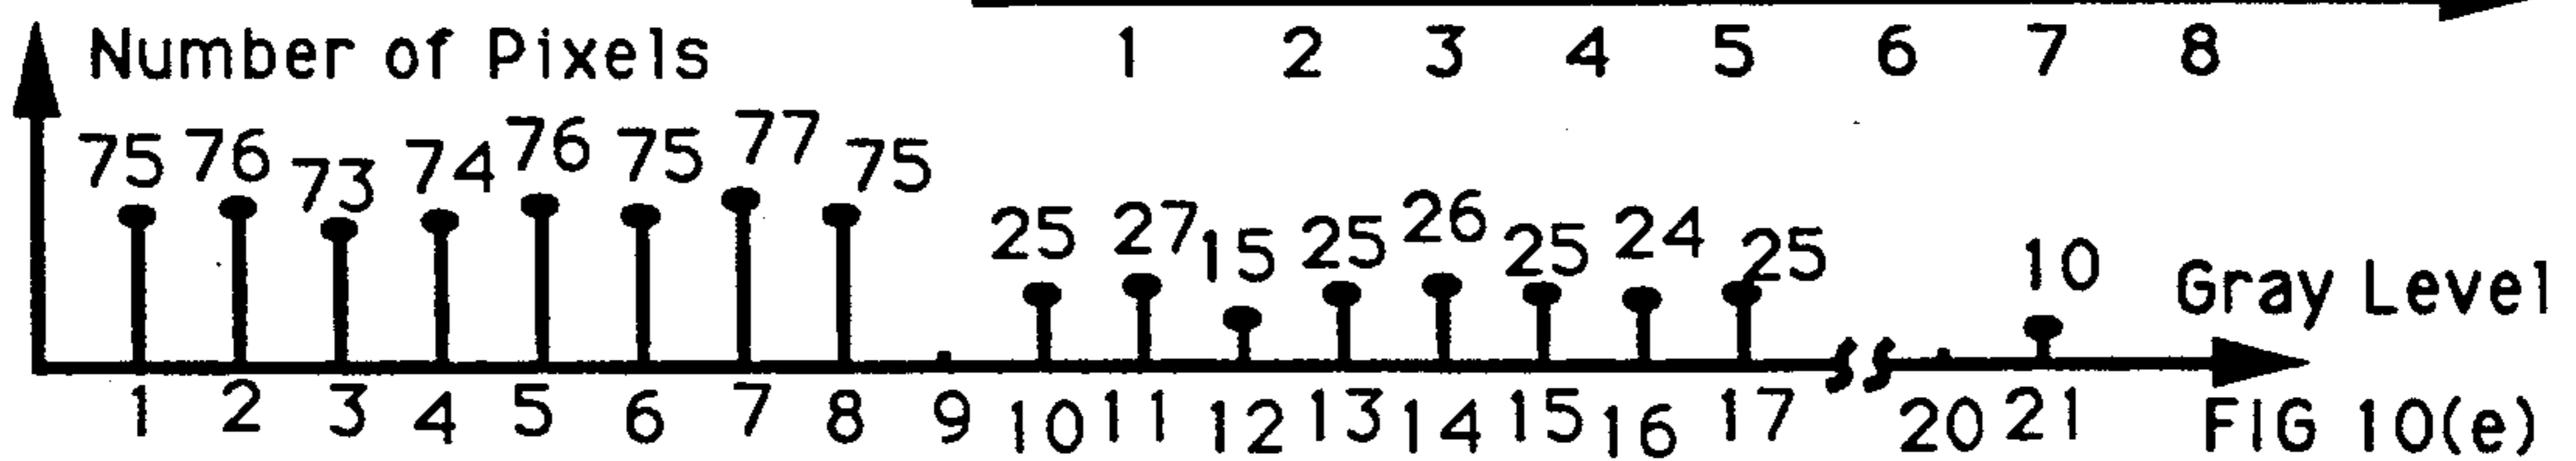 1 2 3 4 5 6 7 8
Number of Pixels
75 76 73 74 76 75 77 75 25 27 15 25 26 25 24 25 10
Gray Level
1 2 3 4 5 6 7 8 9 10 11 12 13 14 15 16 17 20 21
FIG 10(e)